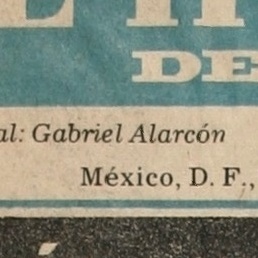 DE
al: Gabriel Alarcón
México, D. F.,